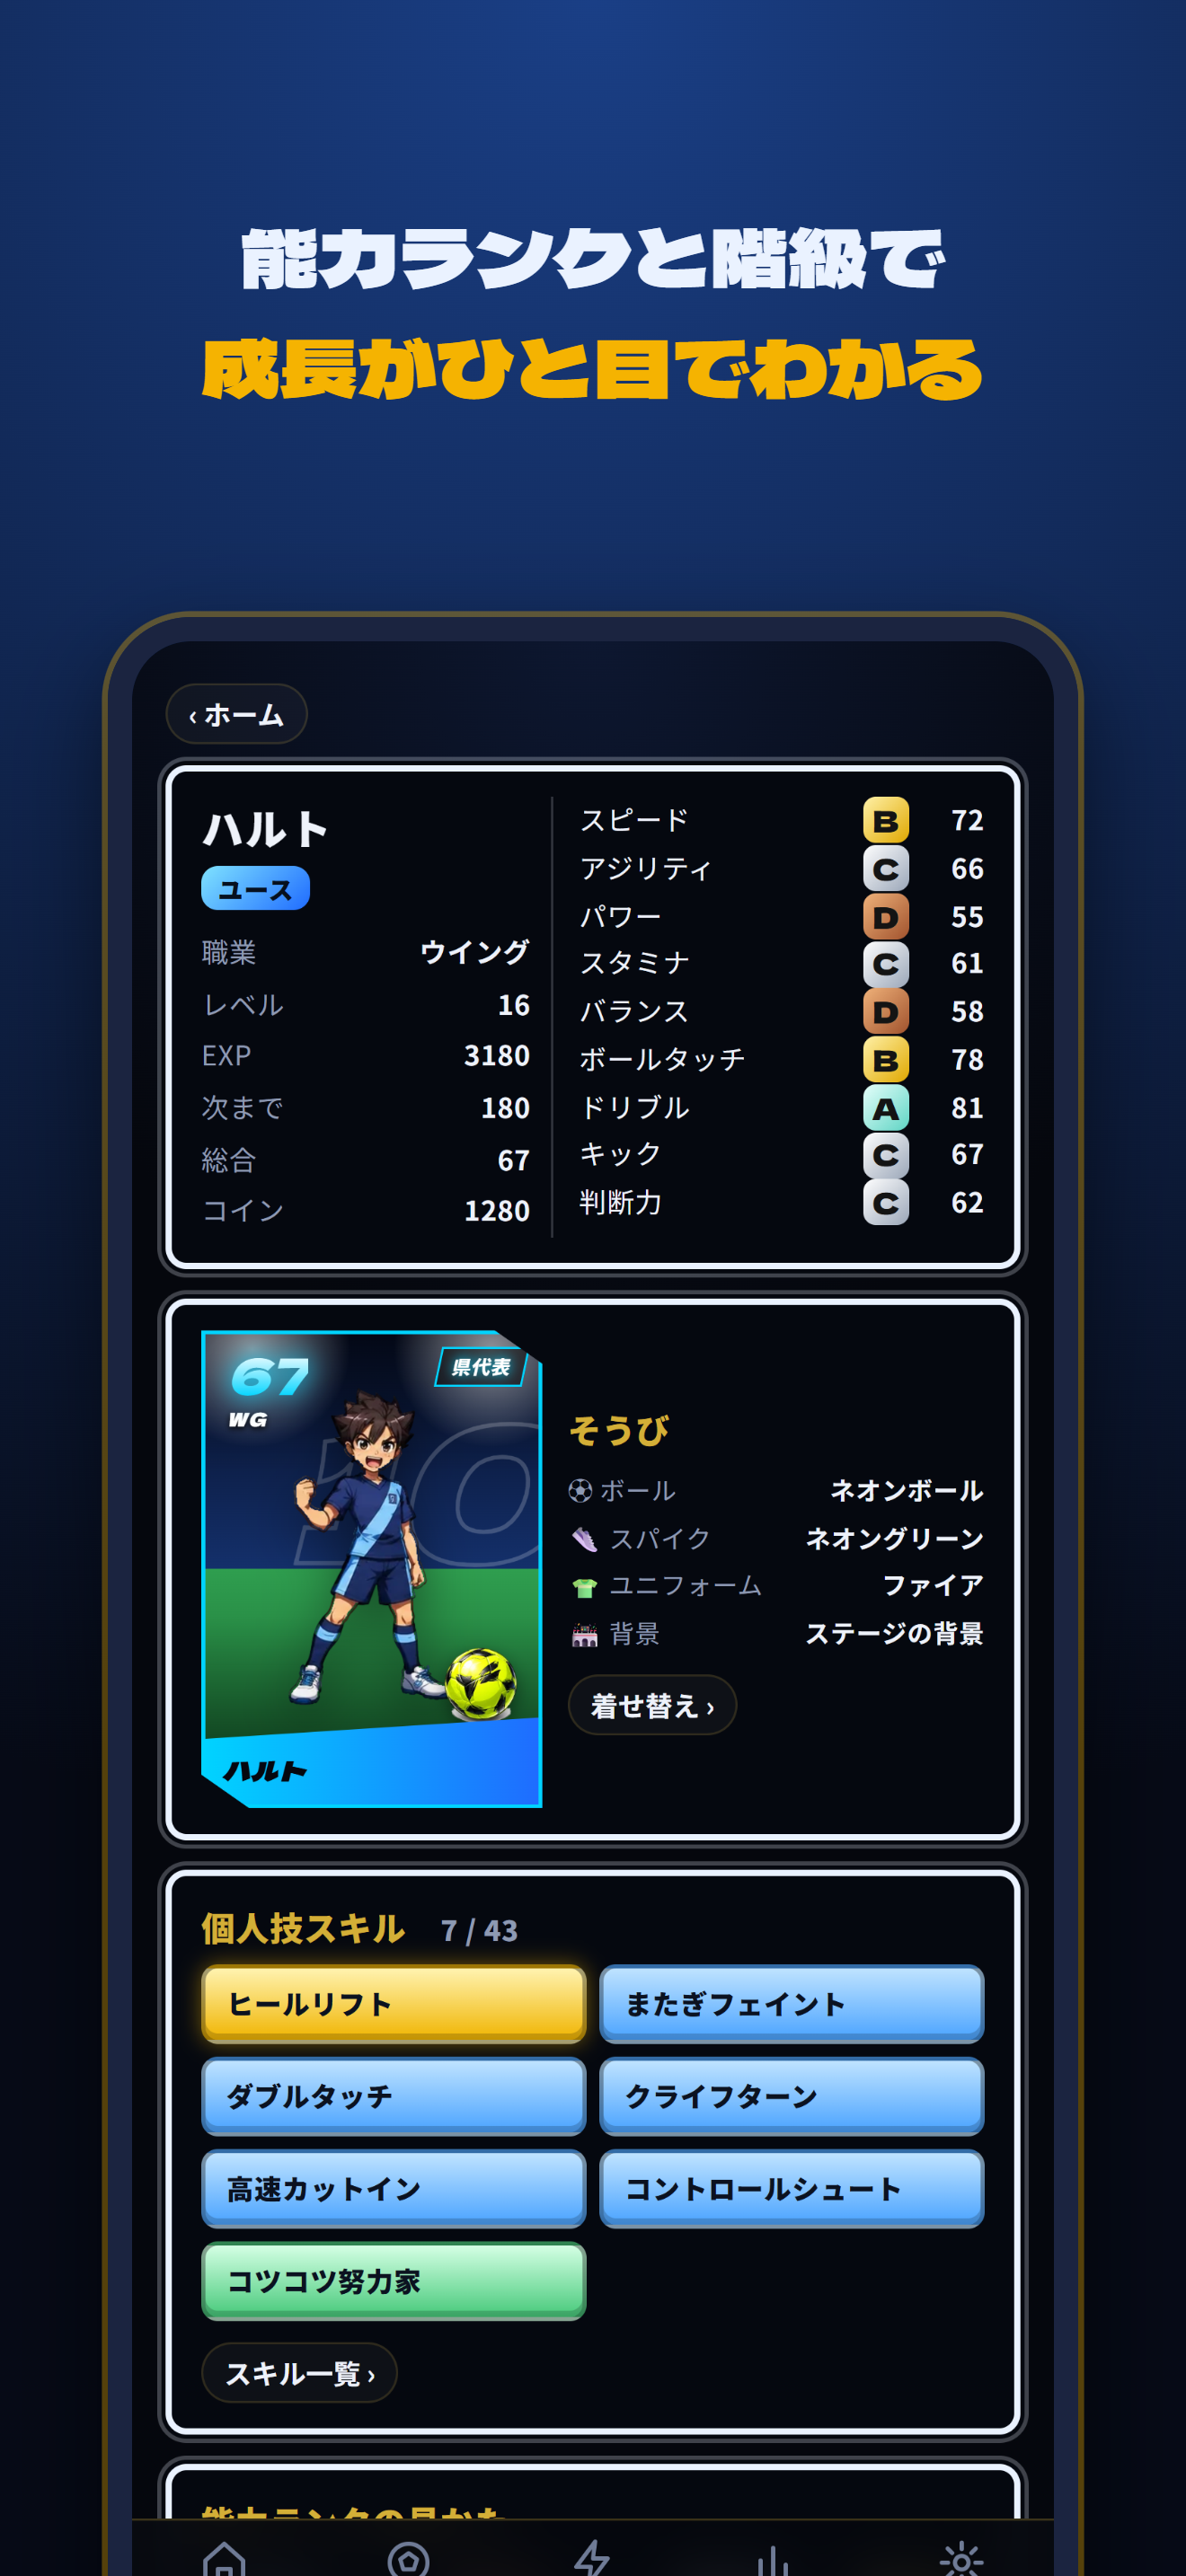 能力ランクと階級で
成長がひと目でわかる
‹ ホーム
ハルト
ユース
職業 ウイング
レベル 16
EXP 3180
次まで 180
総合 67
コイン 1280
スピード B 72
アジリティ C 66
パワー D 55
スタミナ C 61
バランス D 58
ボールタッチ B 78
ドリブル A 81
キック C 67
判断力 C 62
67
WG
県代表
10
ハルト
そうび
ボール ネオンボール
スパイク ネオングリーン
ユニフォーム ファイア
背景 ステージの背景
着せ替え ›
個人技スキル 7 / 43
ヒールリフト
またぎフェイント
ダブルタッチ
クライフターン
高速カットイン
コントロールシュート
コツコツ努力家
スキル一覧 ›
能力ランクの見かた